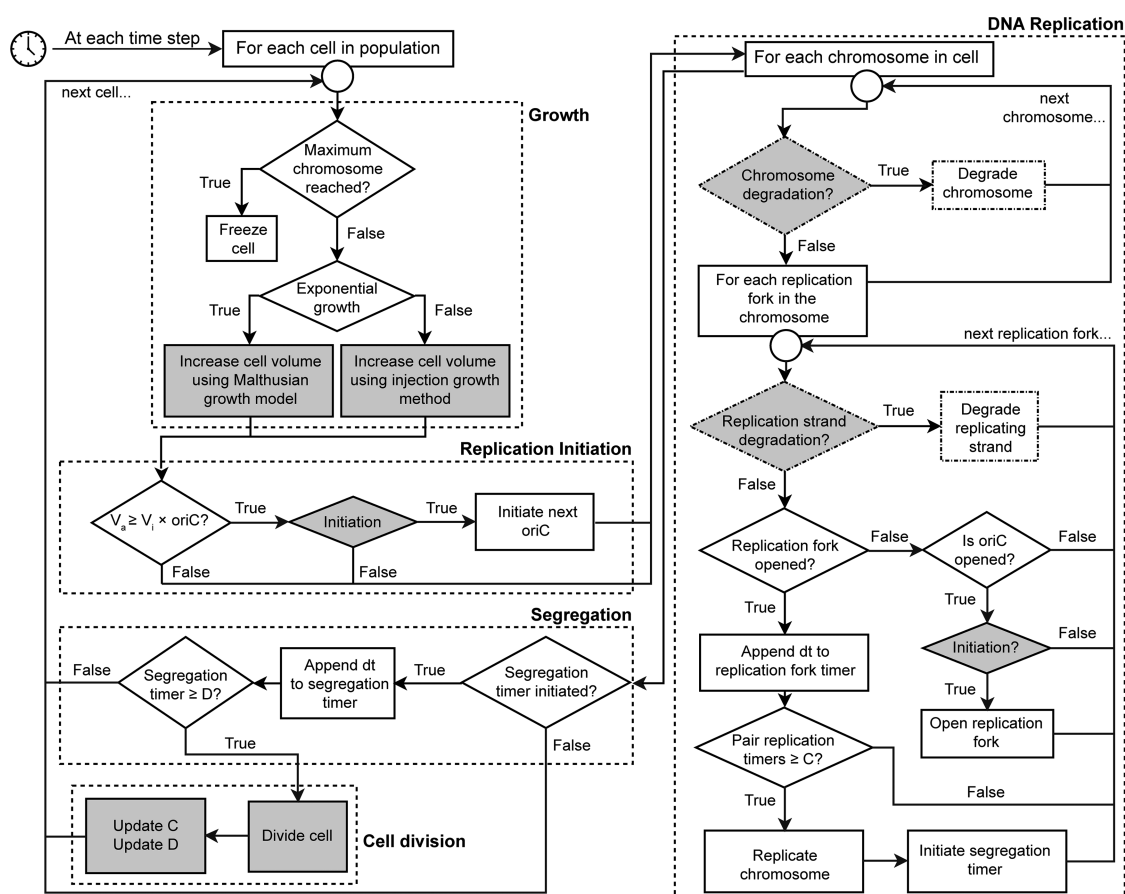 At each time step
For each cell in population
next cell...
Growth
Maximum
chromosome
reached?
True
Freeze
cell
False
Exponential
growth
True
False
Increase cell volume
using Malthusian
growth model
Increase cell volume
using injection growth
method
Replication Initiation
Va ≥ Vi × oriC?
True
Initiation
True
Initiate next
oriC
False
False
Segregation
False
Segregation
timer ≥ D?
Append dt
to segregation
timer
True
Segregation
timer initiated?
True
False
Update C
Update D
Divide cell
Cell division
DNA Replication
For each chromosome in cell
next
chromosome...
Chromosome
degradation?
True
Degrade
chromosome
False
For each replication
fork in the
chromosome
next replication fork...
Replication strand
degradation?
True
Degrade
replicating
strand
False
Replication fork
opened?
False
Is oriC
opened?
False
True
True
Append dt to
replication fork timer
Initiation?
False
True
Open replication
fork
Pair replication
timers ≥ C?
False
True
Replicate
chromosome
Initiate segregation
timer